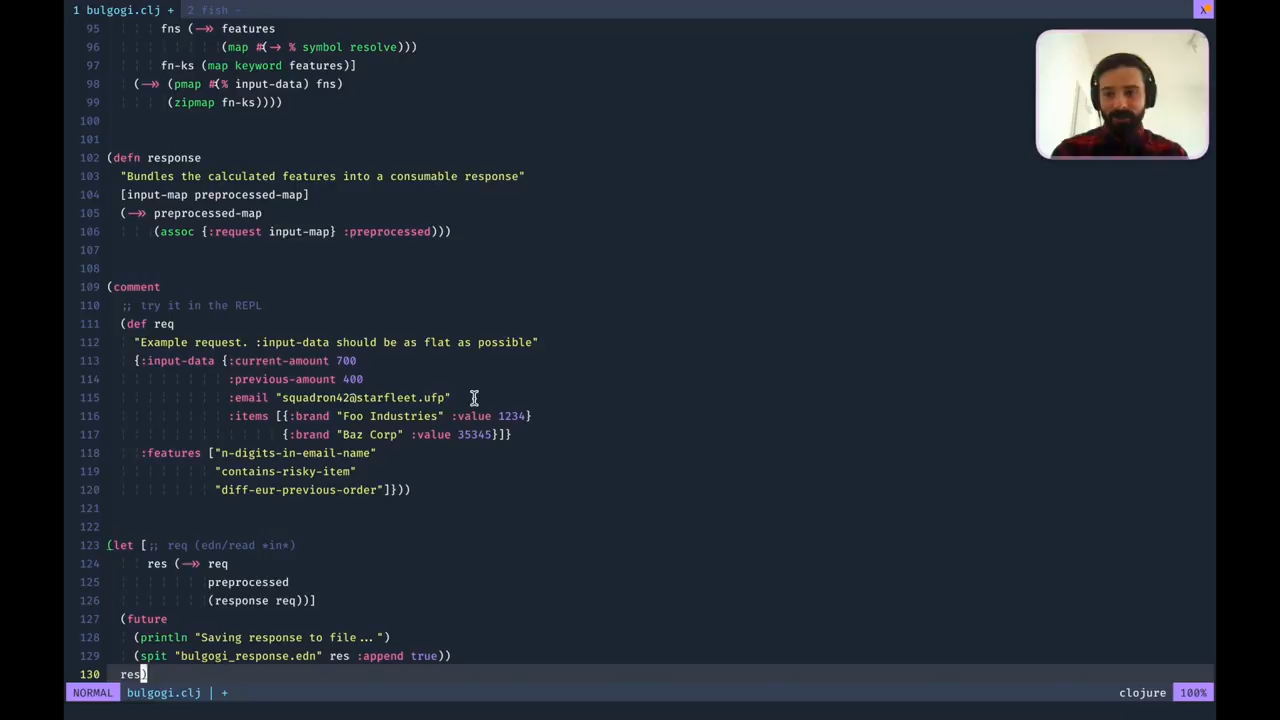 1 bulgogi.clj + 2 fish -
95 fns (->> features
96 (map #(-> % symbol resolve)))
97 fn-ks (map keyword features)]
98 (->> (pmap #(% input-data) fns)
99 (zipmap fn-ks))))
100
101
102 (defn response
103 "Bundles the calculated features into a consumable response"
104 [input-map preprocessed-map]
105 (->> preprocessed-map
106 (assoc {:request input-map} :preprocessed)))
107
108
109 (comment
110 ;; try it in the REPL
111 (def req
112 "Example request. :input-data should be as flat as possible"
113 {:input-data {:current-amount 700
114 :previous-amount 400
115 :email "squadron42@starfleet.ufp"
116 :items [{:brand "Foo Industries" :value 1234}
117 {:brand "Baz Corp" :value 35345}]}
118 :features ["n-digits-in-email-name"
119 "contains-risky-item"
120 "diff-eur-previous-order"]}))
121
122
123 (let [;; req (edn/read *in*)
124 res (->> req
125 preprocessed
126 (response req))]
127 (future
128 (println "Saving response to file...")
129 (spit "bulgogi_response.edn" res :append true))
130 res)
NORMAL bulgogi.clj | + clojure 100%